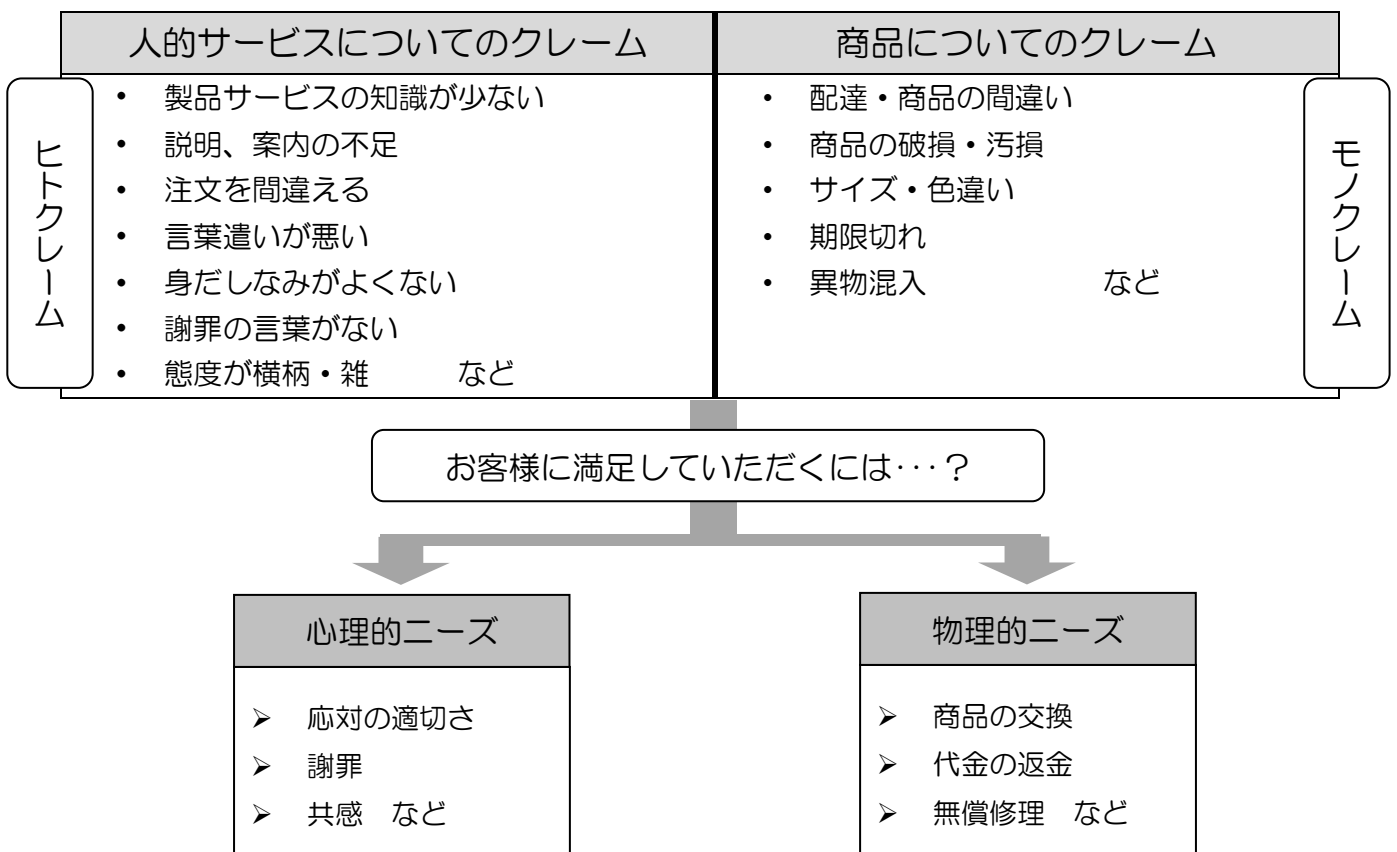 人的サービスについてのクレーム
商品についてのクレーム
ヒトクレーム
• 製品サービスの知識が少ない
• 説明、案内の不足
• 注文を間違える
• 言葉遣いが悪い
• 身だしなみがよくない
• 謝罪の言葉がない
• 態度が横柄・雑 など
• 配達・商品の間違い
• 商品の破損・汚損
• サイズ・色違い
• 期限切れ
• 異物混入 など
モノクレーム
お客様に満足していただくには･･･？
心理的ニーズ
➢ 応対の適切さ
➢ 謝罪
➢ 共感 など
物理的ニーズ
➢ 商品の交換
➢ 代金の返金
➢ 無償修理 など